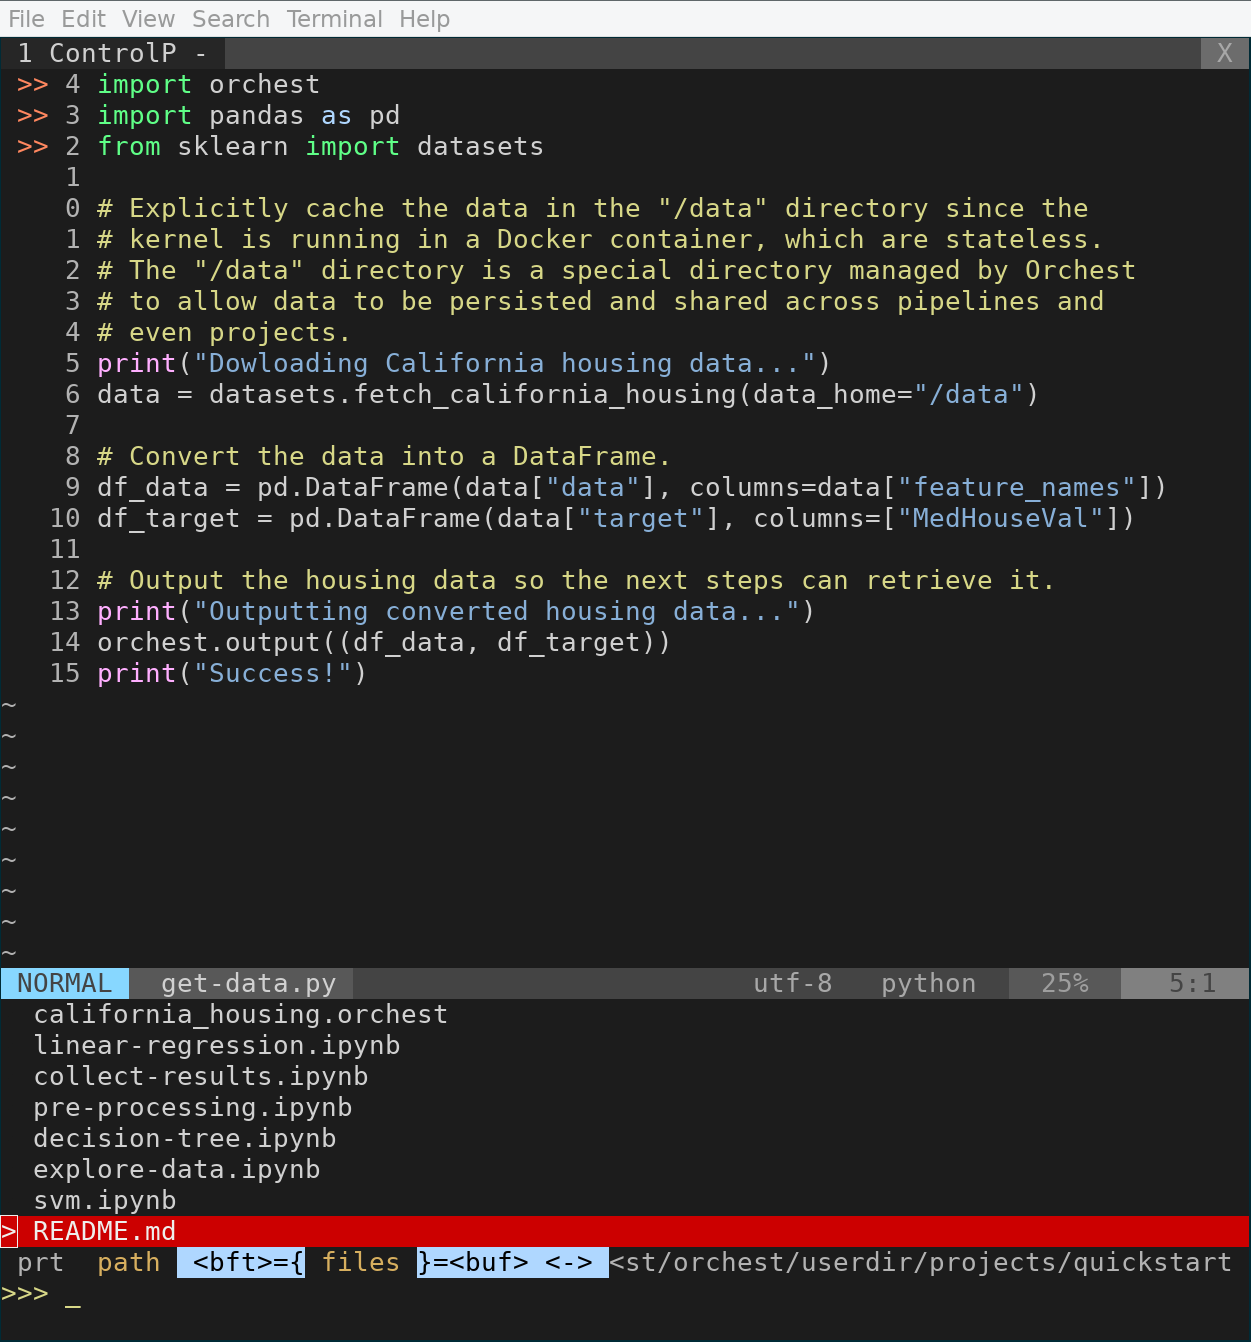 File Edit View Search Terminal Help
1 ControlP - X
>> 4 import orchest
>> 3 import pandas as pd
>> 2 from sklearn import datasets
1
0 # Explicitly cache the data in the "/data" directory since the
1 # kernel is running in a Docker container, which are stateless.
2 # The "/data" directory is a special directory managed by Orchest
3 # to allow data to be persisted and shared across pipelines and
4 # even projects.
5 print("Dowloading California housing data...")
6 data = datasets.fetch_california_housing(data_home="/data")
7
8 # Convert the data into a DataFrame.
9 df_data = pd.DataFrame(data["data"], columns=data["feature_names"])
10 df_target = pd.DataFrame(data["target"], columns=["MedHouseVal"])
11
12 # Output the housing data so the next steps can retrieve it.
13 print("Outputting converted housing data...")
14 orchest.output((df_data, df_target))
15 print("Success!")
~
~
~
~
~
~
~
~
~
NORMAL get-data.py utf-8 python 25% 5:1
california_housing.orchest
linear-regression.ipynb
collect-results.ipynb
pre-processing.ipynb
decision-tree.ipynb
explore-data.ipynb
svm.ipynb
> README.md
prt path <bft>={ files }=<buf> <-> <st/orchest/userdir/projects/quickstart
>>> _